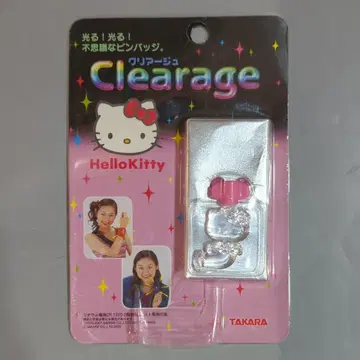 光る!光る!
不思議なピンバッジ。
クリアージュ
Clearage
HelloKitty
TAKARA